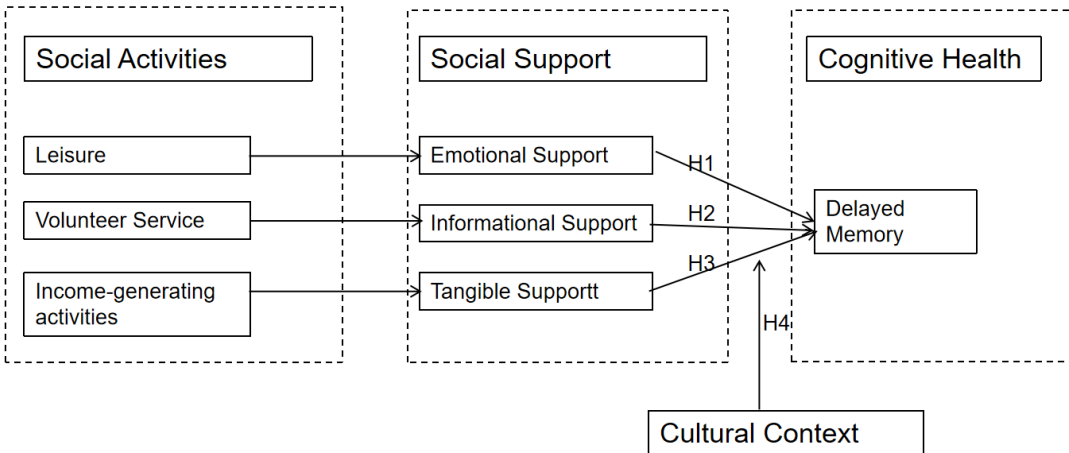 Social Activities
Social Support
Cognitive Health
Leisure
Emotional Support
H1
Volunteer Service
Informational Support
H2
Delayed
Memory
Income-generating
activities
Tangible Supportt
H3
H4
Cultural Context